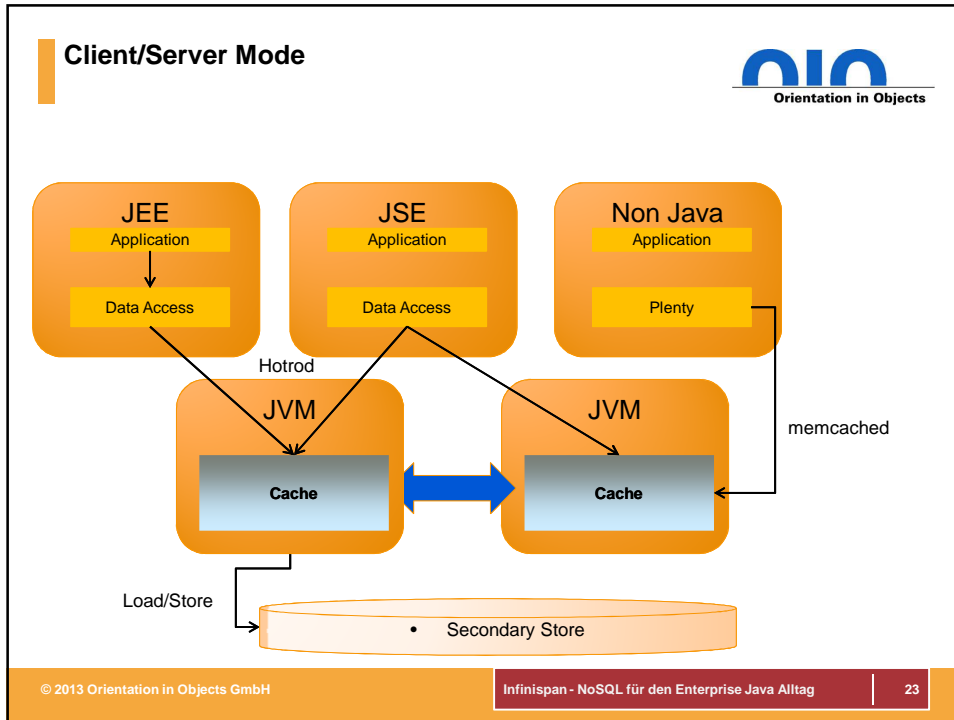 Client/Server Mode
Orientation in Objects
JEE
Application
Data Access
JSE
Application
Data Access
Non Java
Application
Plenty
Hotrod
JVM
Cache
JVM
Cache
memcached
Load/Store
• Secondary Store
© 2013 Orientation in Objects GmbH
Infinispan - NoSQL für den Enterprise Java Alltag
23